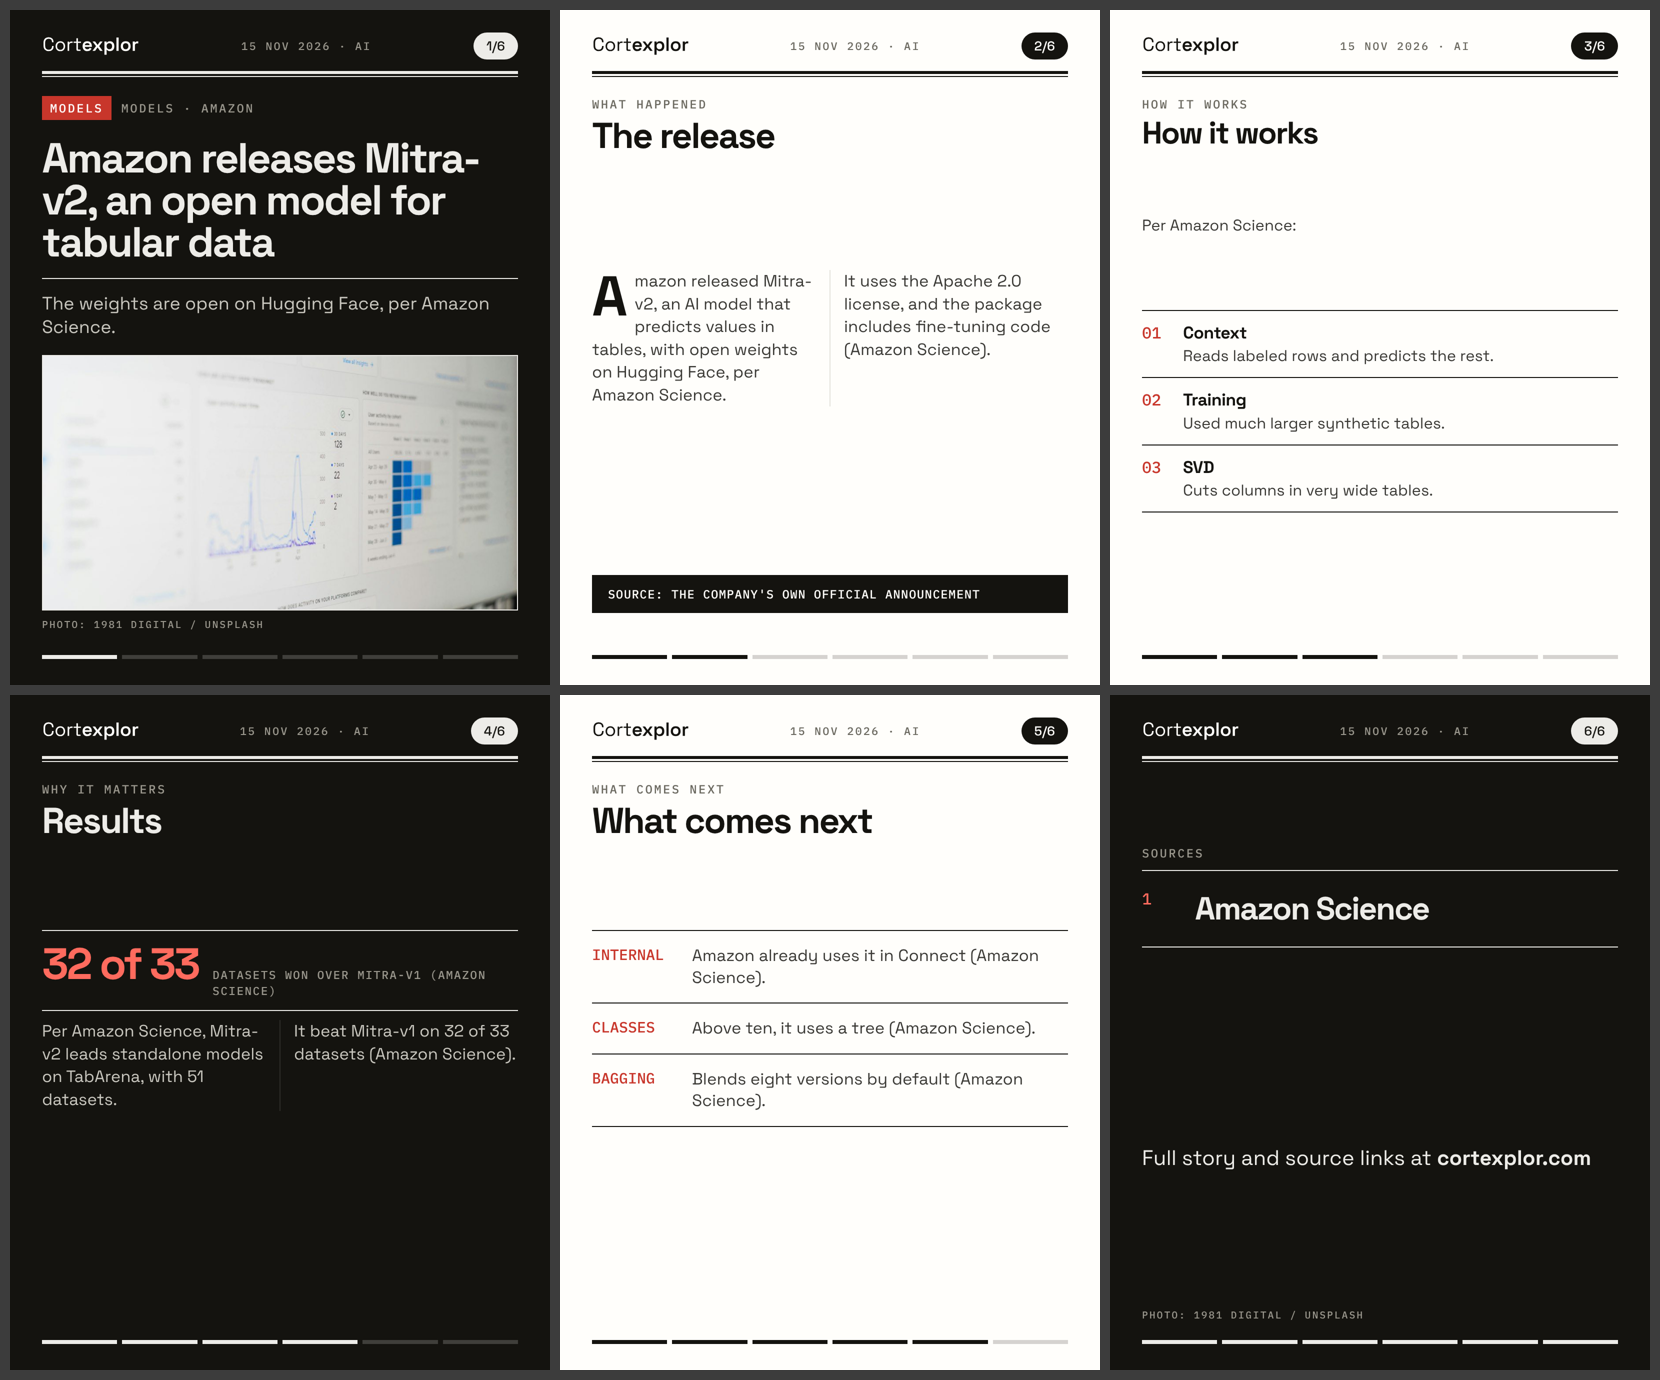 Cortexplor
15 NOV 2026 · AI
1/6
MODELS
MODELS · AMAZON
Amazon releases Mitra-
v2, an open model for
tabular data
The weights are open on Hugging Face, per Amazon
Science.
128
22
2
PHOTO: 1981 DIGITAL / UNSPLASH
Cortexplor
15 NOV 2026 · AI
2/6
WHAT HAPPENED
The release
Amazon released Mitra-
v2, an AI model that
predicts values in
tables, with open weights
on Hugging Face, per
Amazon Science.
It uses the Apache 2.0
license, and the package
includes fine-tuning code
(Amazon Science).
SOURCE: THE COMPANY'S OWN OFFICIAL ANNOUNCEMENT
Cortexplor
15 NOV 2026 · AI
3/6
HOW IT WORKS
How it works
Per Amazon Science:
01 Context
Reads labeled rows and predicts the rest.
02 Training
Used much larger synthetic tables.
03 SVD
Cuts columns in very wide tables.
Cortexplor
15 NOV 2026 · AI
4/6
WHY IT MATTERS
Results
32 of 33 DATASETS WON OVER MITRA-V1 (AMAZON
SCIENCE)
Per Amazon Science, Mitra-
v2 leads standalone models
on TabArena, with 51
datasets.
It beat Mitra-v1 on 32 of 33
datasets (Amazon Science).
Cortexplor
15 NOV 2026 · AI
5/6
WHAT COMES NEXT
What comes next
INTERNAL Amazon already uses it in Connect (Amazon
Science).
CLASSES Above ten, it uses a tree (Amazon Science).
BAGGING Blends eight versions by default (Amazon
Science).
Cortexplor
15 NOV 2026 · AI
6/6
SOURCES
1 Amazon Science
Full story and source links at cortexplor.com
PHOTO: 1981 DIGITAL / UNSPLASH